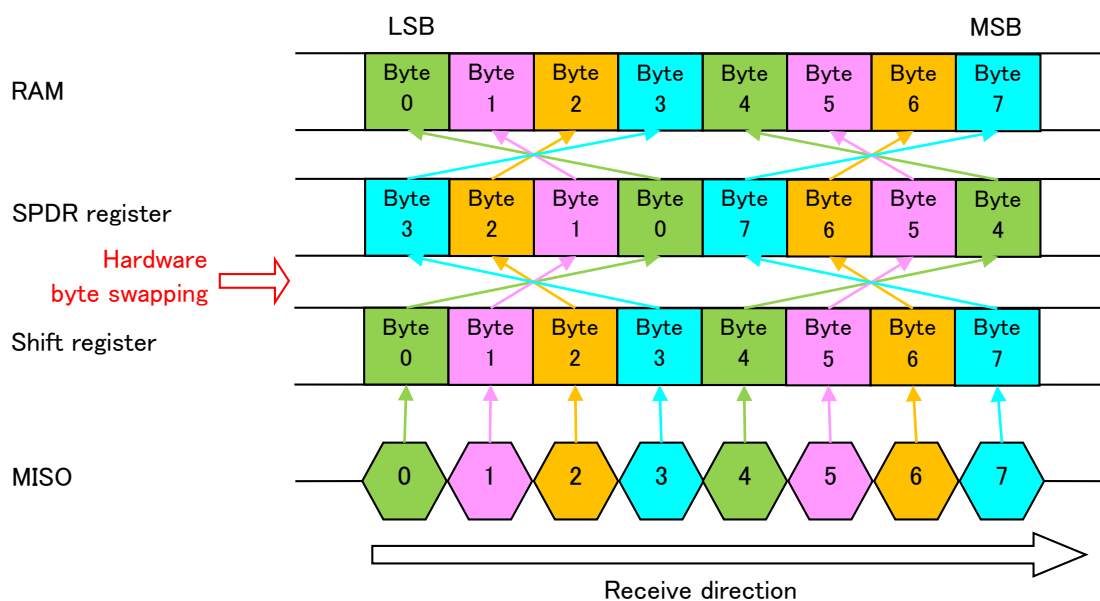 LSB MSB
RAM
Byte Byte Byte Byte Byte Byte Byte Byte
0 1 2 3 4 5 6 7
SPDR register
Byte Byte Byte Byte Byte Byte Byte Byte
3 2 1 0 7 6 5 4
Hardware
byte swapping
Shift register
Byte Byte Byte Byte Byte Byte Byte Byte
0 1 2 3 4 5 6 7
MISO
0 1 2 3 4 5 6 7
Receive direction